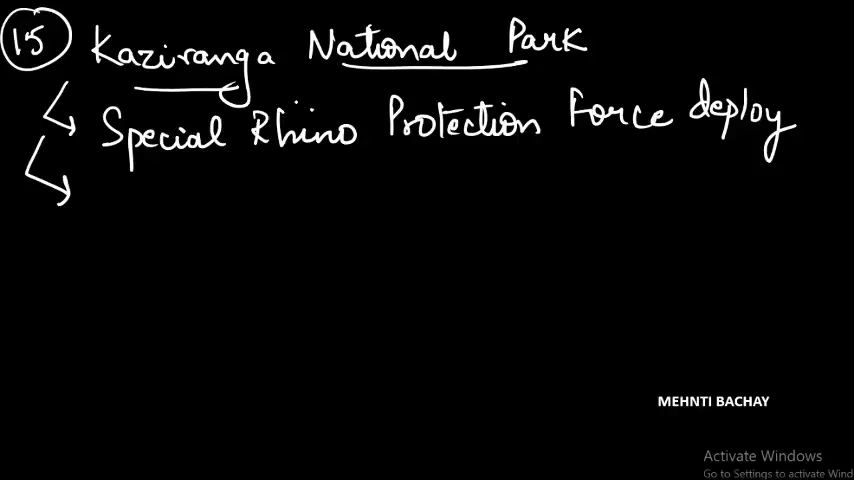 15 Kaziranga National Park
Special Rhino Protection Force deploy
MEHNTI BACHAY
Activate Windows
Go to Settings to activate Wind